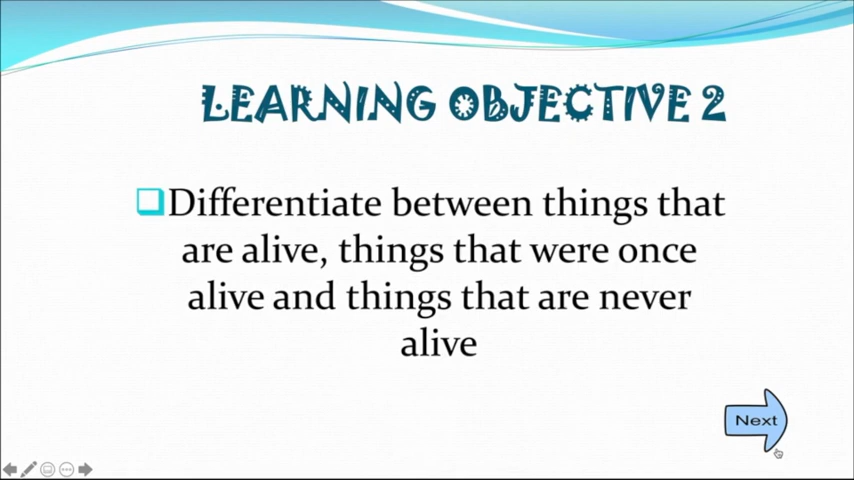 LEARNING OBJECTIVE 2
Differentiate between things that
are alive, things that were once
alive and things that are never
alive
Next